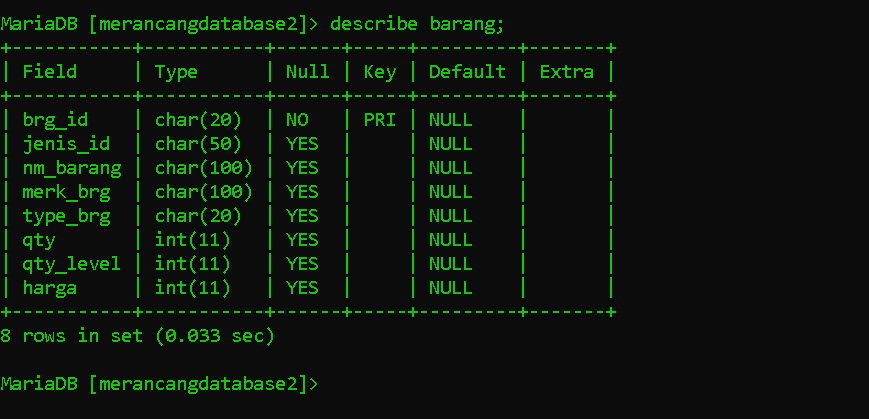 MariaDB [merancangdatabase2]> describe barang;
+-----------+-----------+------+-----+---------+-------+
| Field     | Type      | Null | Key | Default | Extra |
+-----------+-----------+------+-----+---------+-------+
| brg_id    | char(20)  | NO   | PRI | NULL    |       |
| jenis_id  | char(50)  | YES  |     | NULL    |       |
| nm_barang | char(100) | YES  |     | NULL    |       |
| merk_brg  | char(100) | YES  |     | NULL    |       |
| type_brg  | char(20)  | YES  |     | NULL    |       |
| qty       | int(11)   | YES  |     | NULL    |       |
| qty_level | int(11)   | YES  |     | NULL    |       |
| harga     | int(11)   | YES  |     | NULL    |       |
+-----------+-----------+------+-----+---------+-------+
8 rows in set (0.033 sec)
MariaDB [merancangdatabase2]>